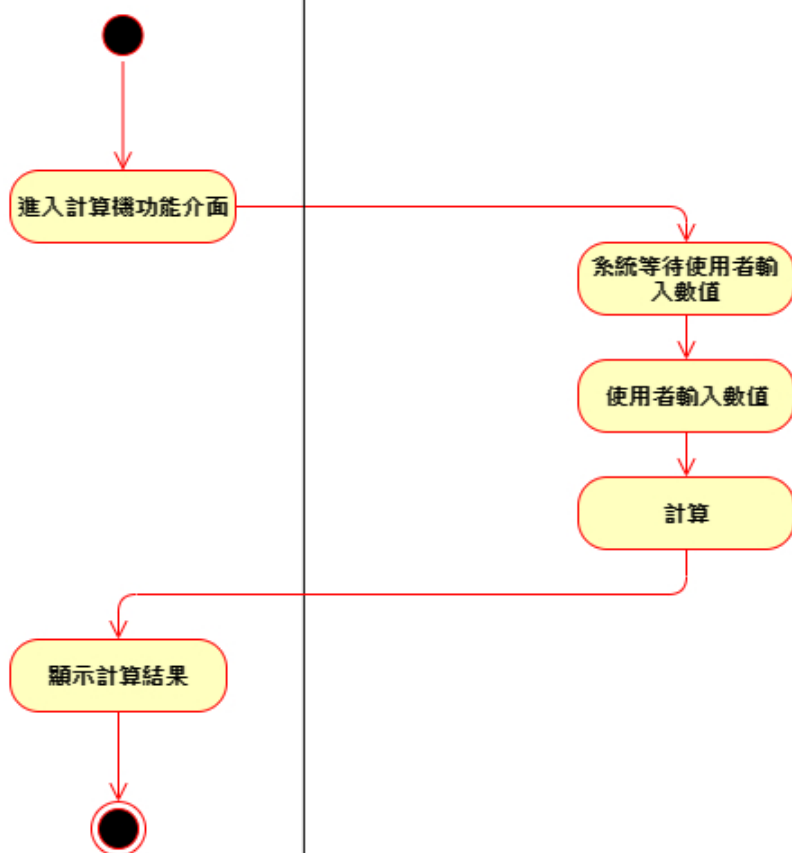 進入計算機功能介面
系統等待使用者輸
入數值
使用者輸入數值
計算
顯示計算結果